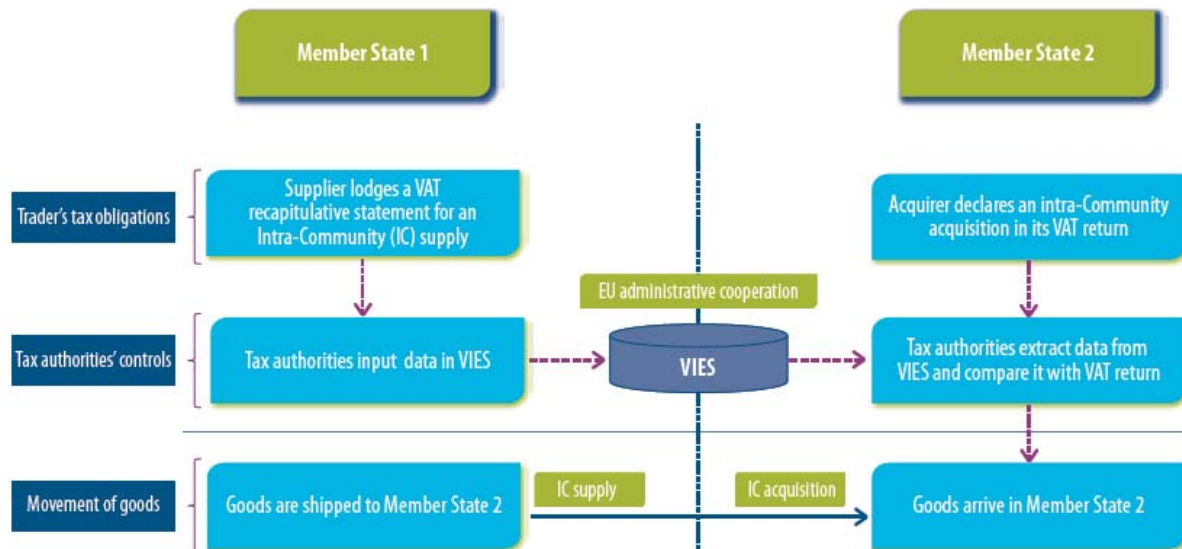 Member State 1
Member State 2
Trader's tax obligations
Supplier lodges a VAT
recapitulative statement for an
Intra-Community (IC) supply
Acquirer declares an intra-Community
acquisition in its VAT return
EU administrative cooperation
Tax authorities' controls
Tax authorities input data in VIES
VIES
Tax authorities extract data from
VIES and compare it with VAT return
Movement of goods
Goods are shipped to Member State 2
IC supply
IC acquisition
Goods arrive in Member State 2